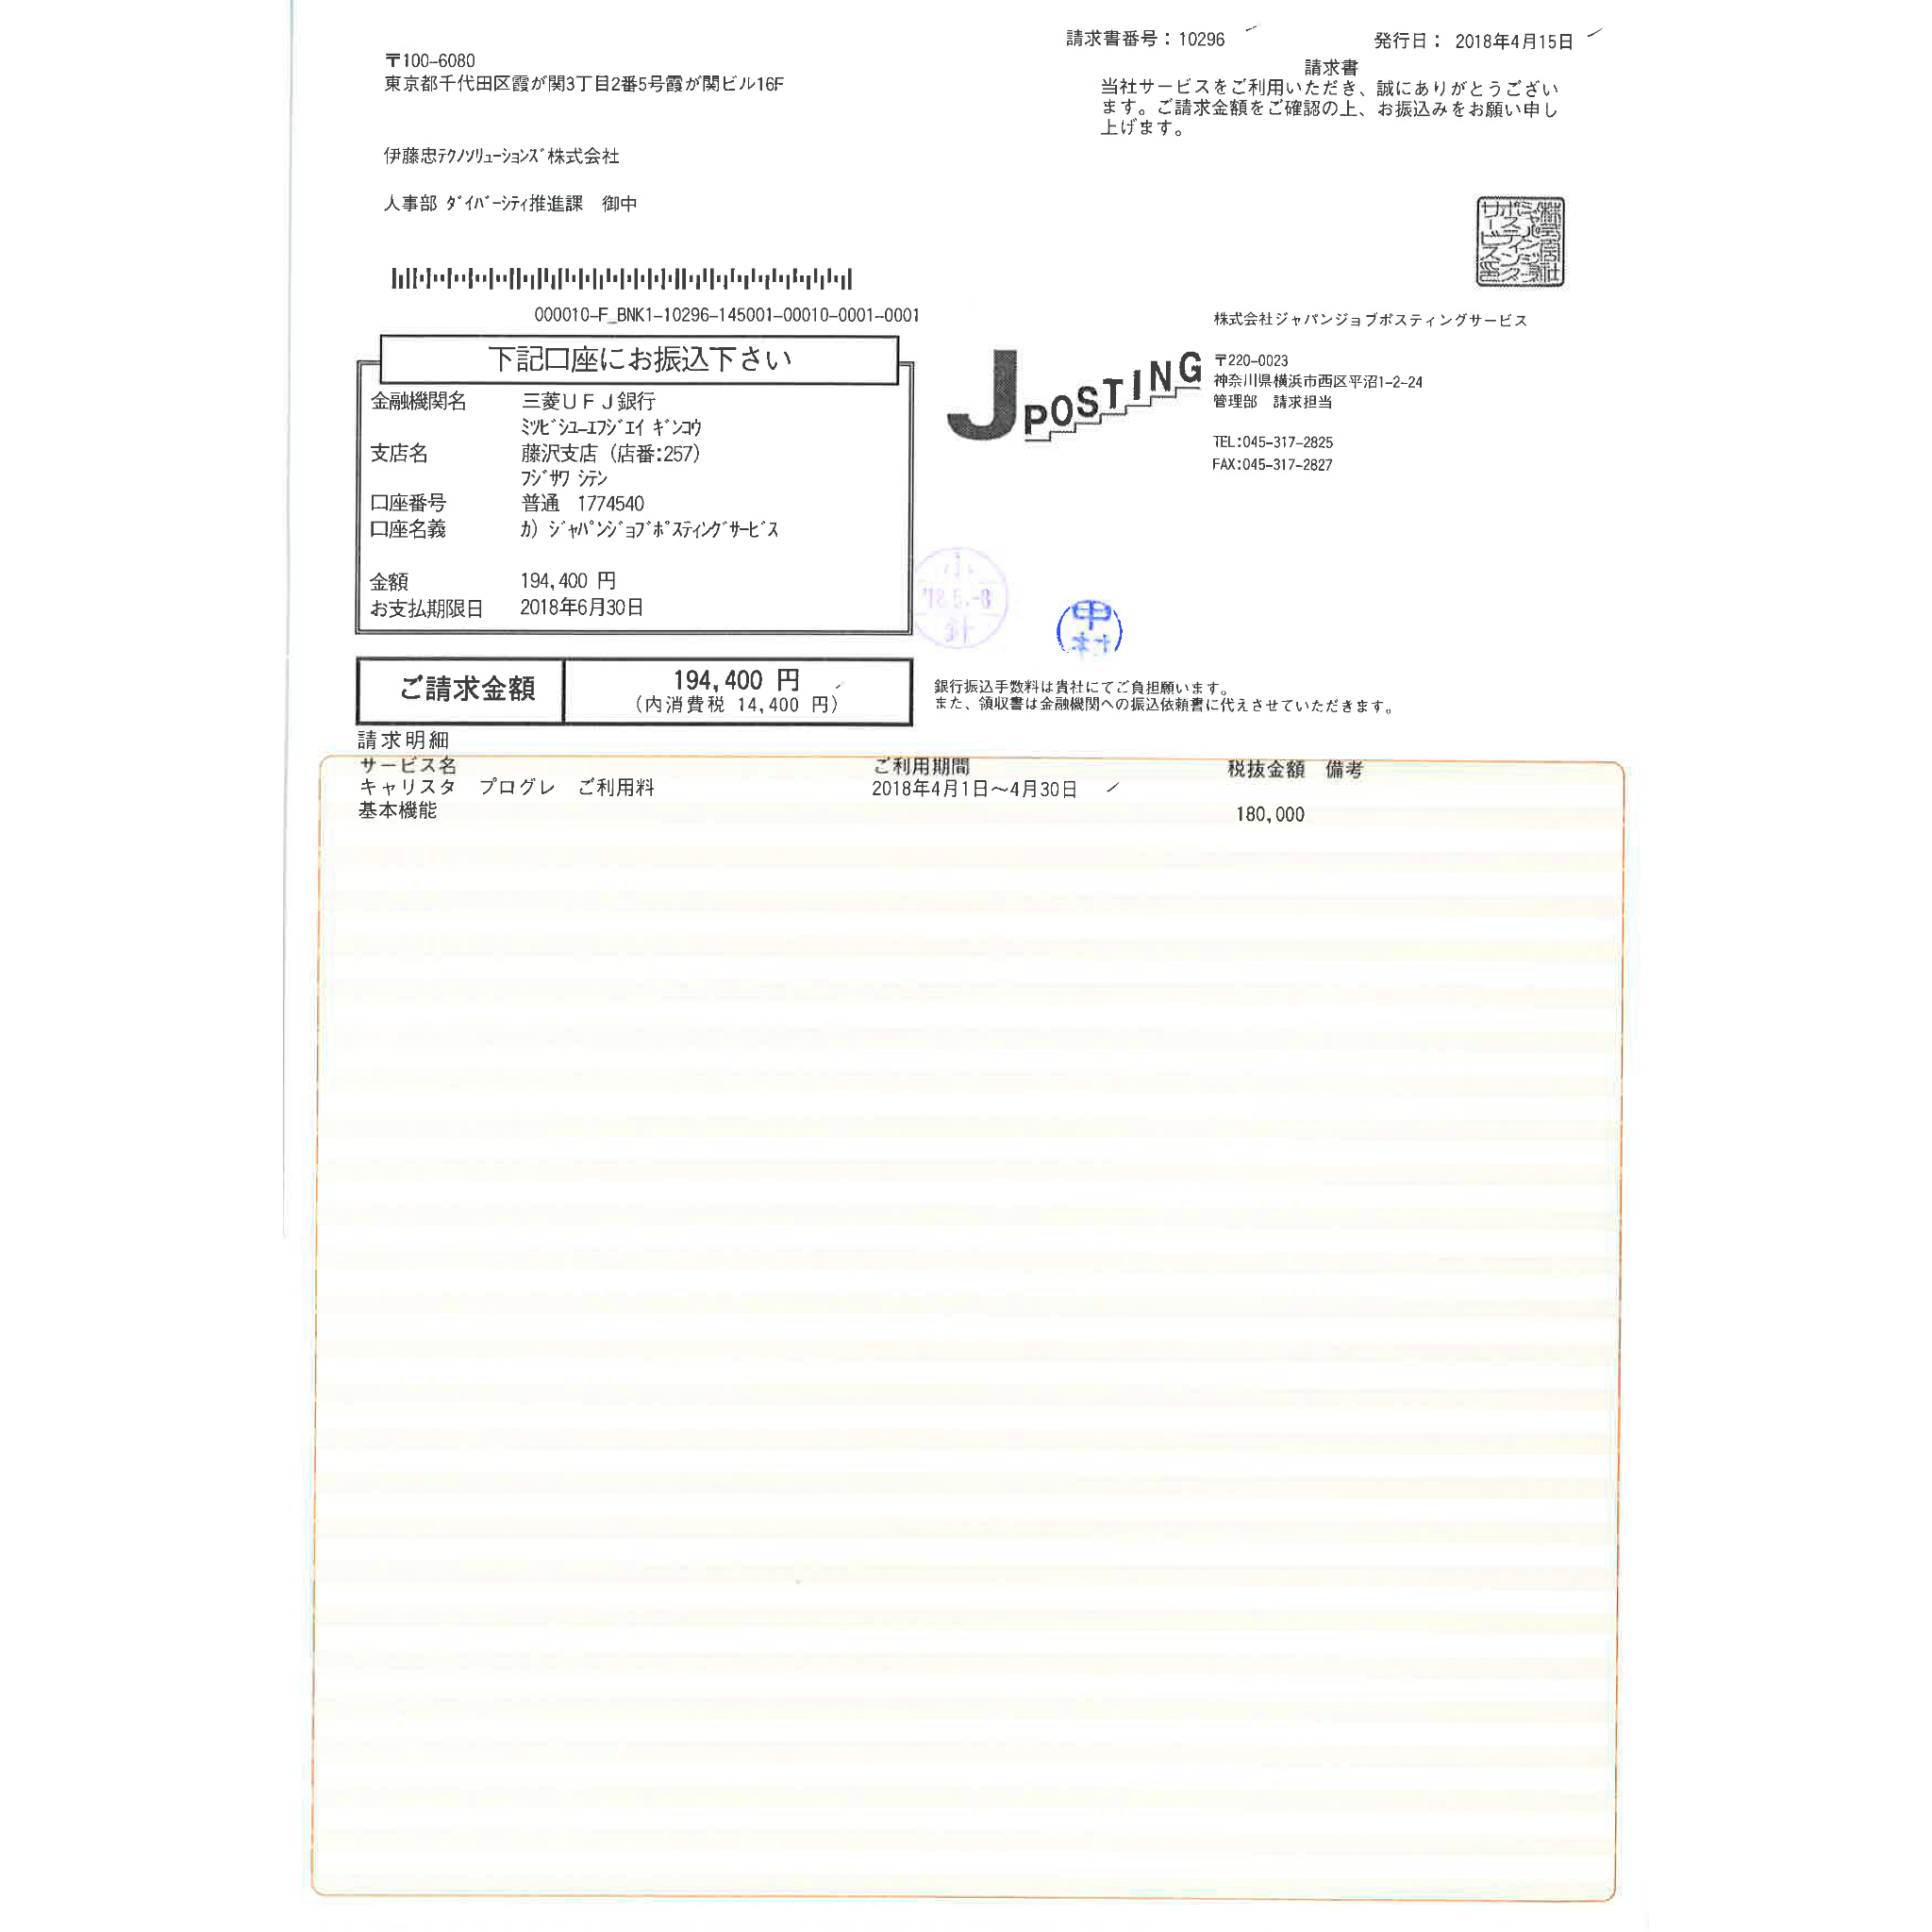 請求書番号：10296
発行日： 2018年4月15日
〒100-6080
東京都千代田区霞が関3丁目2番5号霞が関ビル16F
請求書
当社サービスをご利用いただき、誠にありがとうござい
ます。ご請求金額をご確認の上、お振込みをお願い申し
上げます。
伊藤忠ﾃｸﾉｿﾘｭｰｼｮﾝｽﾞ株式会社
人事部 ﾀﾞｲﾊﾞｰｼﾃｨ推進課　御中
000010-F_BNK1-10296-145001-00010-0001-0001
株式会社ジャパンジョブポスティングサービス
J POSTING
〒220-0023
神奈川県横浜市西区平沼1-2-24
管理部　請求担当
TEL:045-317-2825
FAX:045-317-2827
下記口座にお振込下さい
金融機関名　三菱ＵＦＪ銀行
ﾐﾂﾋﾞｼﾕｰｴﾌｼﾞｪｲ ｷﾞﾝｺｳ
支店名　藤沢支店（店番:257）
ﾌｼﾞｻﾜ ｼﾃﾝ
口座番号　普通　1774540
口座名義　ｶ）ｼﾞｬﾊﾟﾝｼﾞｮﾌﾞﾎﾟｽﾃｨﾝｸﾞｻｰﾋﾞｽ
金額　194,400 円
お支払期限日　2018年6月30日
小
'18.5.-8
針
ご請求金額　194,400 円
（内消費税 14,400 円）
銀行振込手数料は貴社にてご負担願います。
また、領収書は金融機関への振込依頼書に代えさせていただきます。
請求明細
サービス名　ご利用期間　税抜金額　備考
キャリスタ　プログレ　ご利用料　2018年4月1日～4月30日
基本機能　180,000